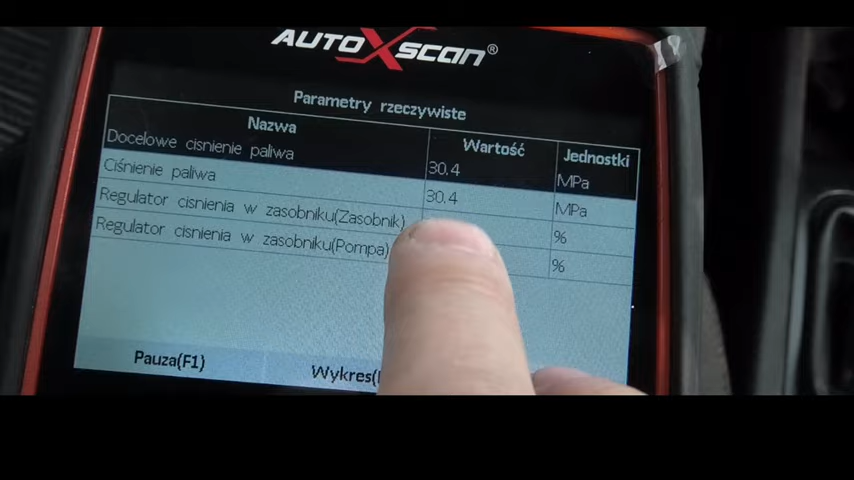 AUTOXSCAN®
Parametry rzeczywiste
Nazwa Wartość Jednostki
Docelowe cisnienie paliwa 30.4 MPa
Ciśnienie paliwa 30.4 MPa
Regulator cisnienia w zasobniku(Zasobnik) %
Regulator cisnienia w zasobniku(Pompa) %
Pauza(F1) Wykres(